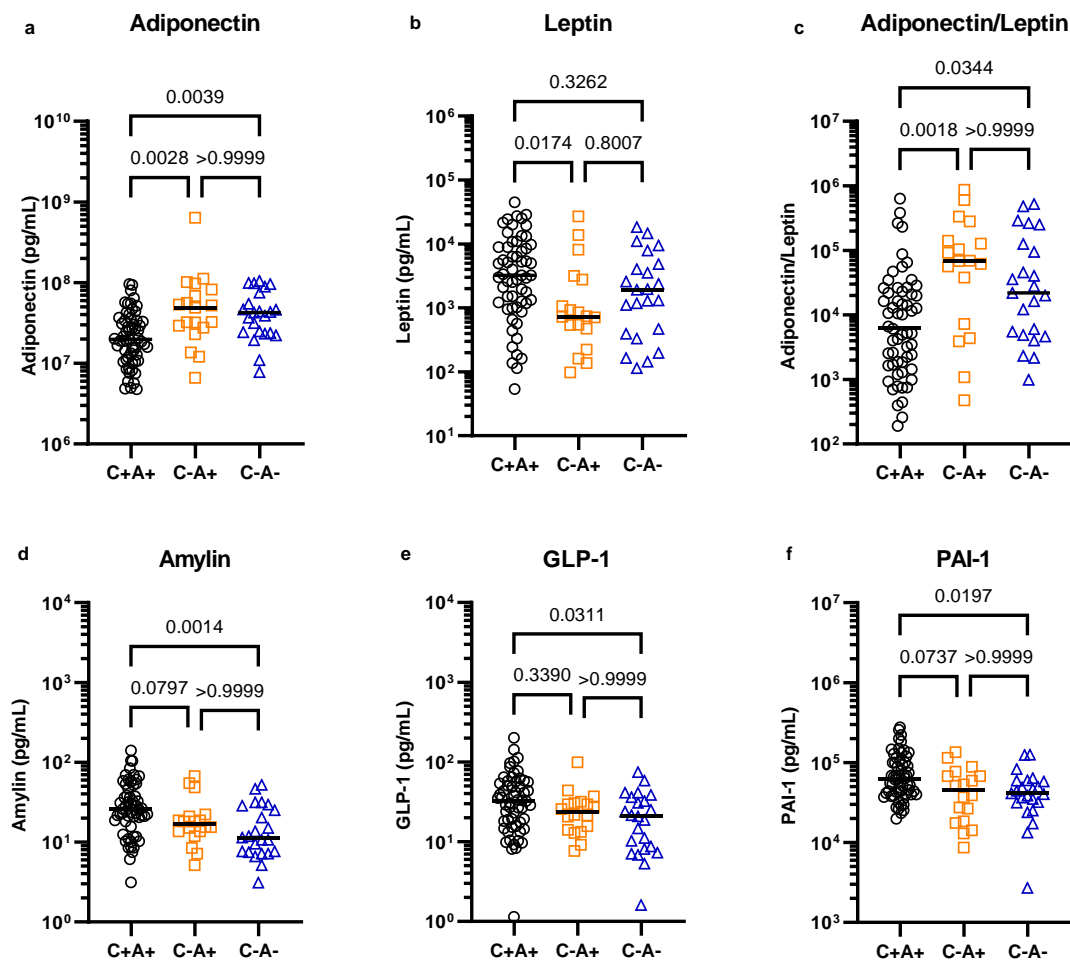 a
Adiponectin
0.0039
0.0028
>0.9999
Adiponectin (pg/mL)
10¹⁰
10⁹
10⁸
10⁷
10⁶
C+A+
C-A+
C-A-
b
Leptin
0.3262
0.0174
0.8007
Leptin (pg/mL)
10⁶
10⁵
10⁴
10³
10²
10¹
C+A+
C-A+
C-A-
c
Adiponectin/Leptin
0.0344
0.0018
>0.9999
Adiponectin/Leptin
10⁷
10⁶
10⁵
10⁴
10³
10²
C+A+
C-A+
C-A-
d
Amylin
0.0014
0.0797
>0.9999
Amylin (pg/mL)
10⁴
10³
10²
10¹
10⁰
C+A+
C-A+
C-A-
e
GLP-1
0.0311
0.3390
>0.9999
GLP-1 (pg/mL)
10⁴
10³
10²
10¹
10⁰
C+A+
C-A+
C-A-
f
PAI-1
0.0197
0.0737
>0.9999
PAI-1 (pg/mL)
10⁷
10⁶
10⁵
10⁴
10³
C+A+
C-A+
C-A-